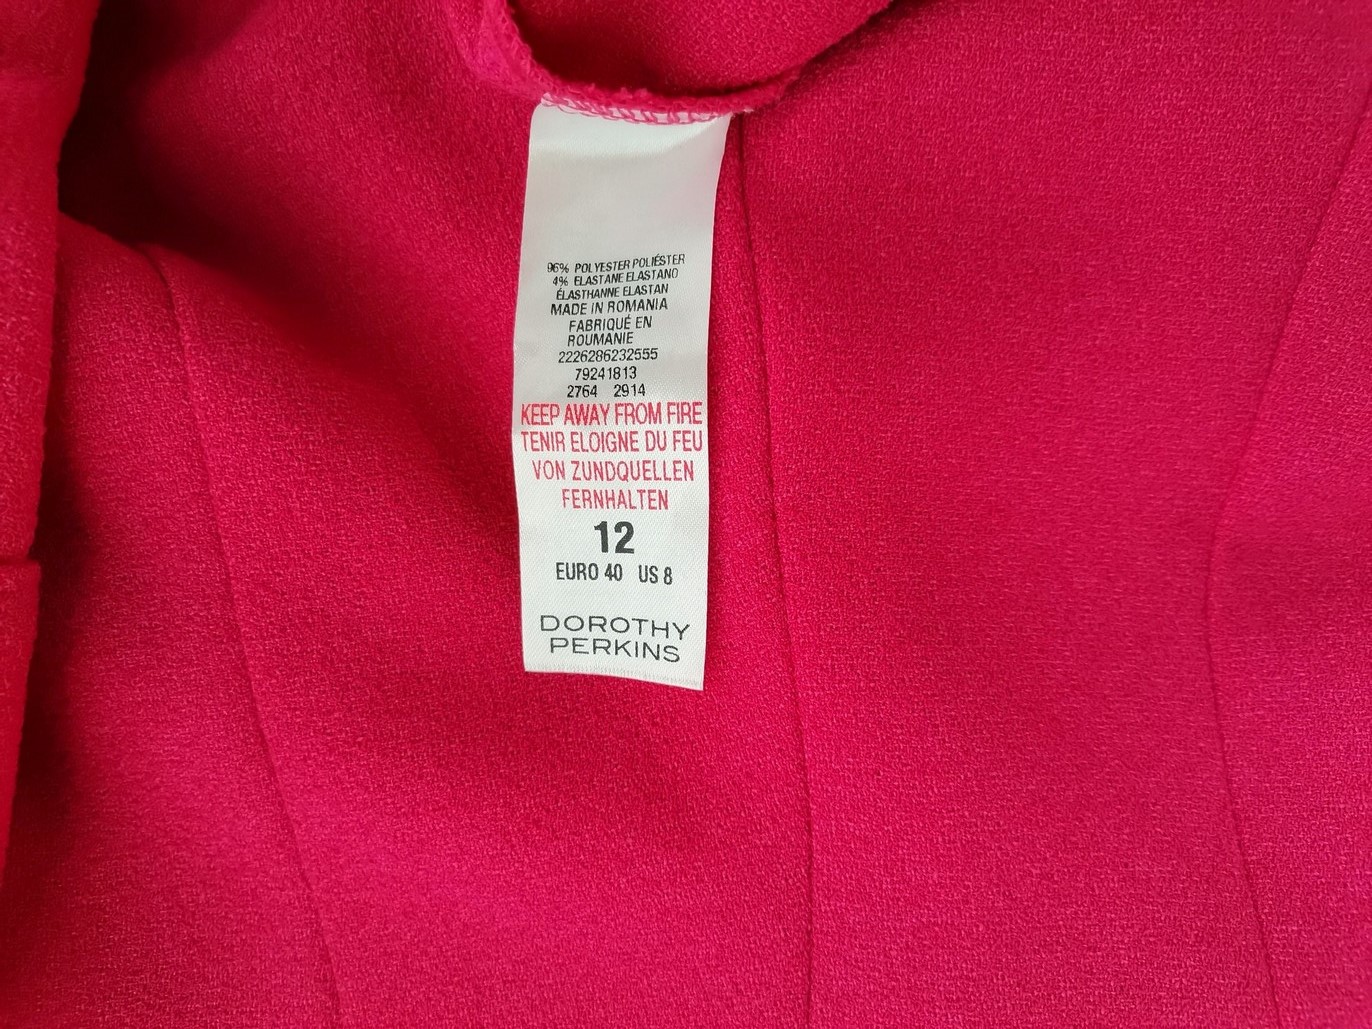 96% POLYESTER POLIÉSTER
4% ELASTANE ELASTANO
ÉLASTHANNE ELASTAN
MADE IN ROMANIA
FABRIQUÉ EN
ROUMANIE
2226286232555
79241813
2764 2914
KEEP AWAY FROM FIRE
TENIR ELOIGNE DU FEU
VON ZUNDQUELLEN
FERNHALTEN
12
EURO 40 US 8
DOROTHY
PERKINS